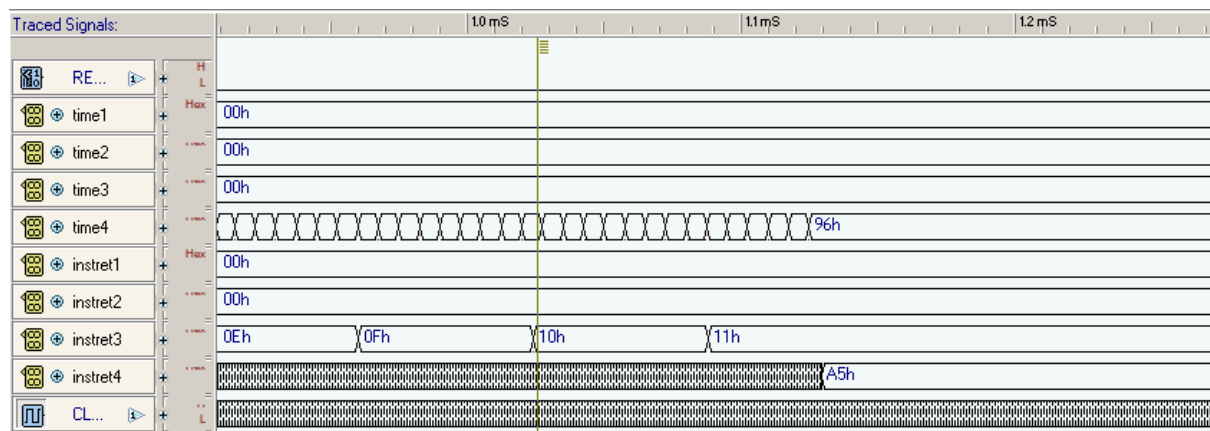 Traced Signals: 1.0 mS 1.1 mS 1.2 mS
RE... H L
time1 Hex 00h
time2 00h
time3 00h
time4 96h
instret1 Hex 00h
instret2 00h
instret3 0Eh 0Fh 10h 11h
instret4 A5h
CL... L